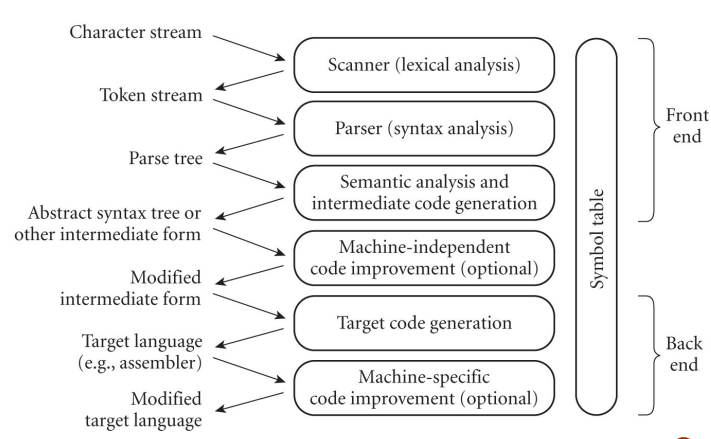 Character stream
Scanner (lexical analysis)
Token stream
Parser (syntax analysis)
Parse tree
Semantic analysis and
intermediate code generation
Abstract syntax tree or
other intermediate form
Machine-independent
code improvement (optional)
Modified
intermediate form
Target code generation
Target language
(e.g., assembler)
Machine-specific
code improvement (optional)
Modified
target language
Symbol table
Front
end
Back
end